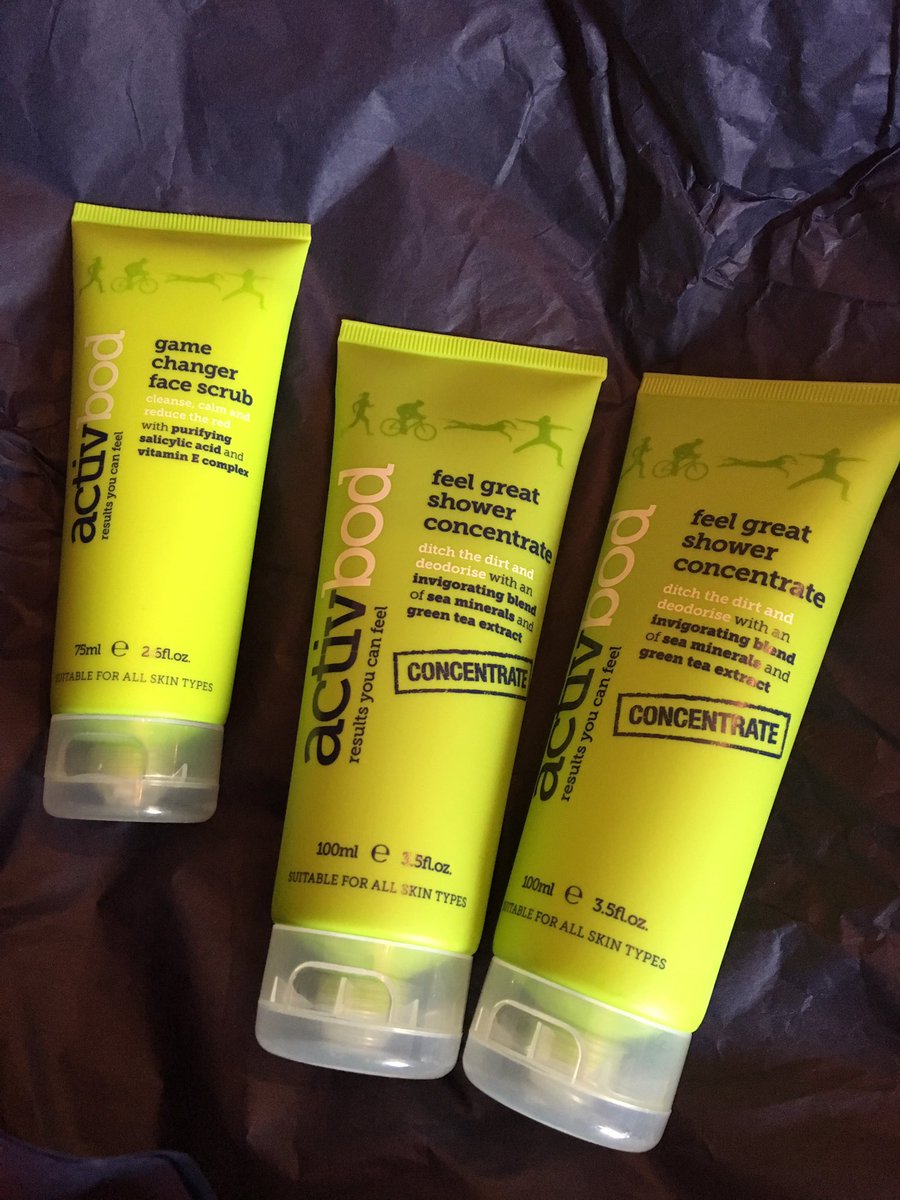 activbod
results you can feel
game
changer
face scrub
cleanse, calm and
reduce the red
with purifying
salicylic acid and
vitamin E complex
75ml e 2.5fl.oz.
SUITABLE FOR ALL SKIN TYPES
activbod
results you can feel
feel great
shower
concentrate
ditch the dirt and
deodorise with an
invigorating blend
of sea minerals and
green tea extract
CONCENTRATE
100ml e 3.5fl.oz.
SUITABLE FOR ALL SKIN TYPES
activbod
results you can feel
feel great
shower
concentrate
ditch the dirt and
deodorise with an
invigorating blend
of sea minerals and
green tea extract
CONCENTRATE
100ml e 3.5fl.oz.
SUITABLE FOR ALL SKIN TYPES